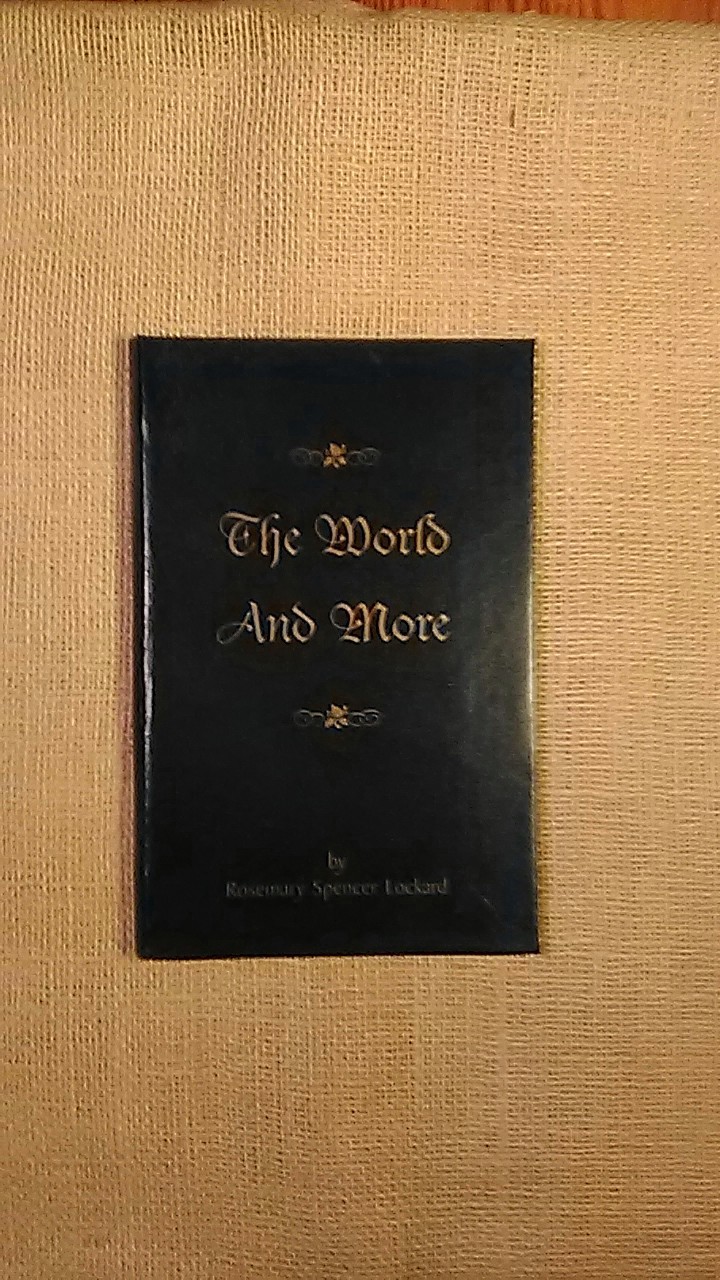 The World
And More
by
Rosemary Spencer Lockard